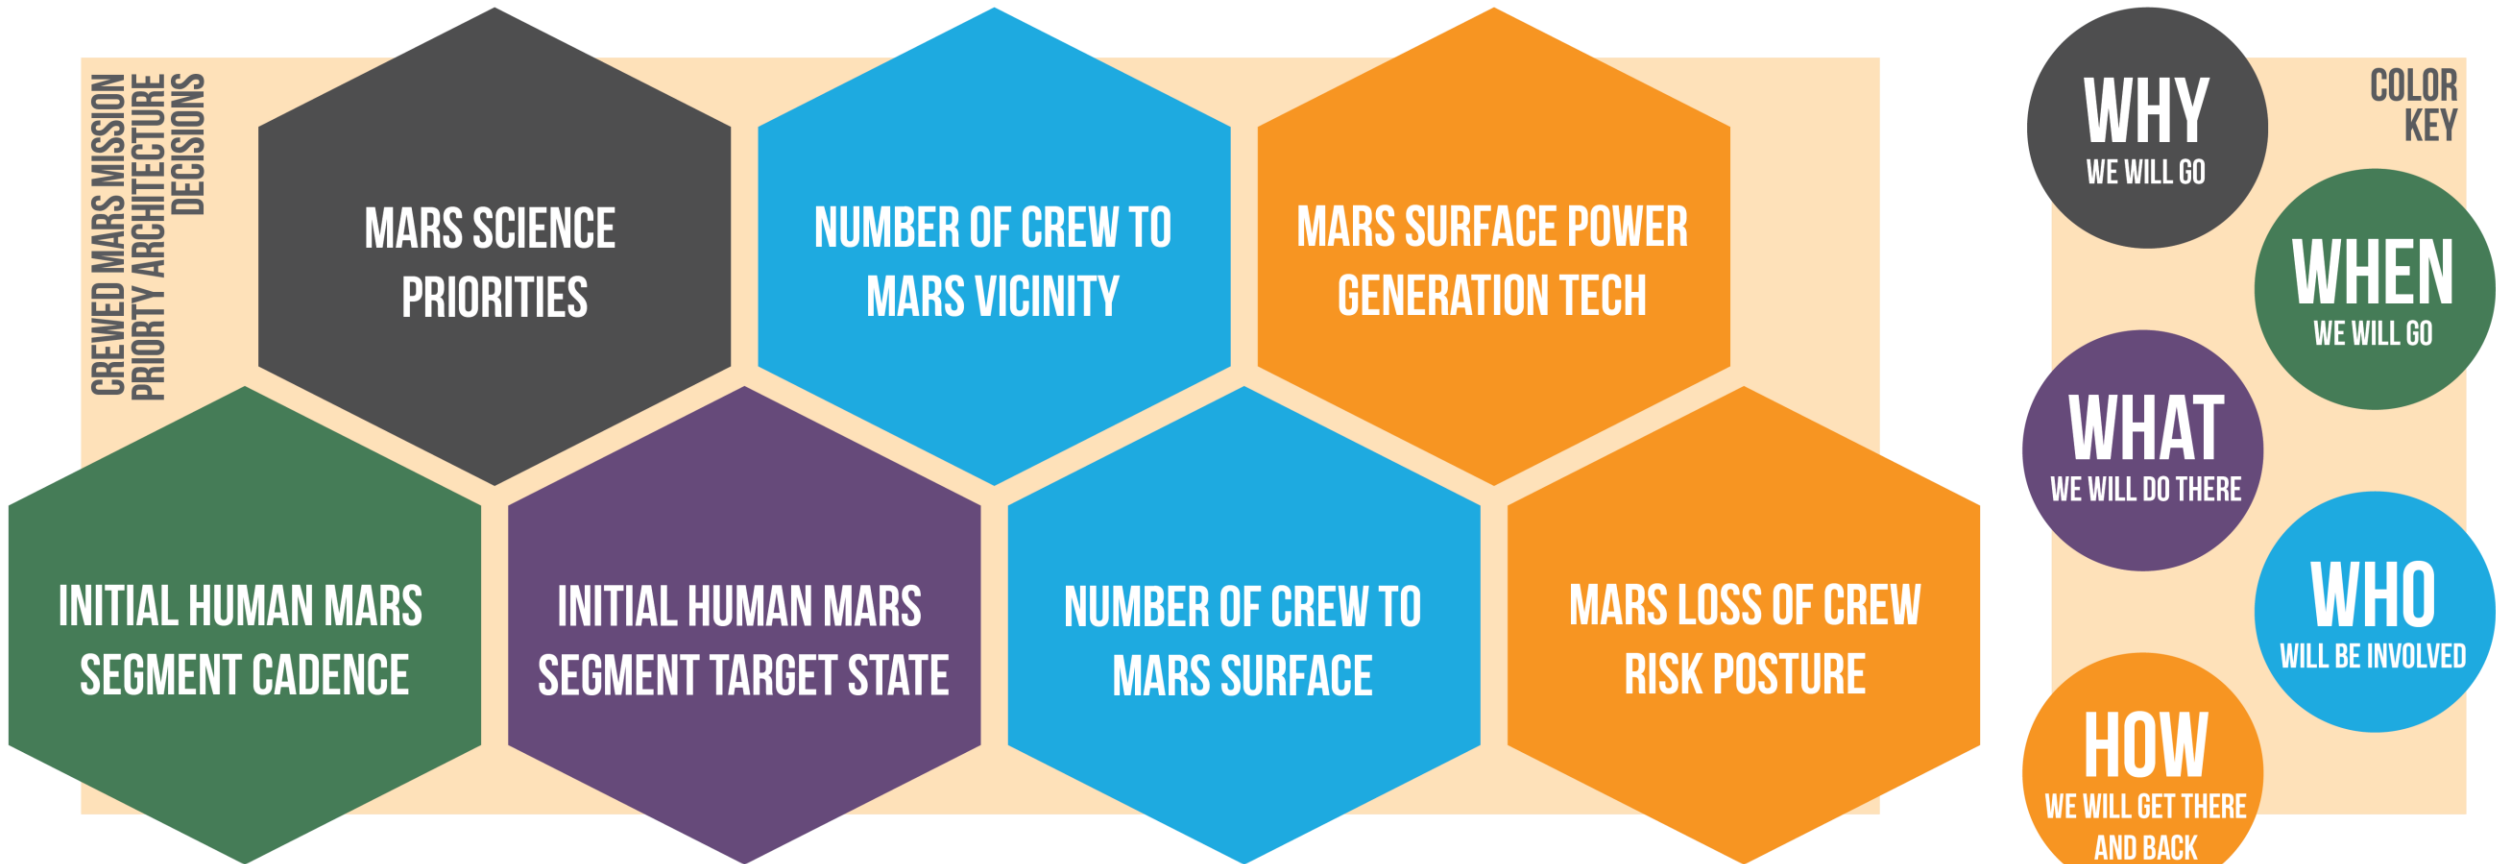 CREWED MARS MISSION
PRIORITY ARCHITECTURE
DECISIONS
MARS SCIENCE
PRIORITIES
NUMBER OF CREW TO
MARS VICINITY
MARS SURFACE POWER
GENERATION TECH
INITIAL HUMAN MARS
SEGMENT CADENCE
INITIAL HUMAN MARS
SEGMENT TARGET STATE
NUMBER OF CREW TO
MARS SURFACE
MARS LOSS OF CREW
RISK POSTURE
COLOR
KEY
WHY
WE WILL GO
WHEN
WE WILL GO
WHAT
WE WILL DO THERE
WHO
WILL BE INVOLVED
HOW
WE WILL GET THERE
AND BACK